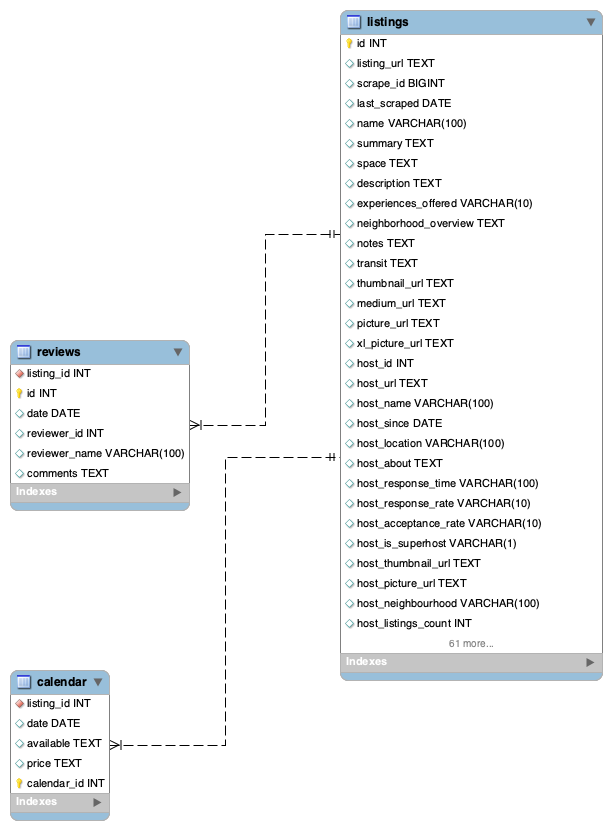 listings
id INT
listing_url TEXT
scrape_id BIGINT
last_scraped DATE
name VARCHAR(100)
summary TEXT
space TEXT
description TEXT
experiences_offered VARCHAR(10)
neighborhood_overview TEXT
notes TEXT
transit TEXT
thumbnail_url TEXT
medium_url TEXT
picture_url TEXT
xl_picture_url TEXT
host_id INT
host_url TEXT
host_name VARCHAR(100)
host_since DATE
host_location VARCHAR(100)
host_about TEXT
host_response_time VARCHAR(100)
host_response_rate VARCHAR(10)
host_acceptance_rate VARCHAR(10)
host_is_superhost VARCHAR(1)
host_thumbnail_url TEXT
host_picture_url TEXT
host_neighbourhood VARCHAR(100)
host_listings_count INT
61 more...
Indexes
reviews
listing_id INT
id INT
date DATE
reviewer_id INT
reviewer_name VARCHAR(100)
comments TEXT
Indexes
calendar
listing_id INT
date DATE
available TEXT
price TEXT
calendar_id INT
Indexes